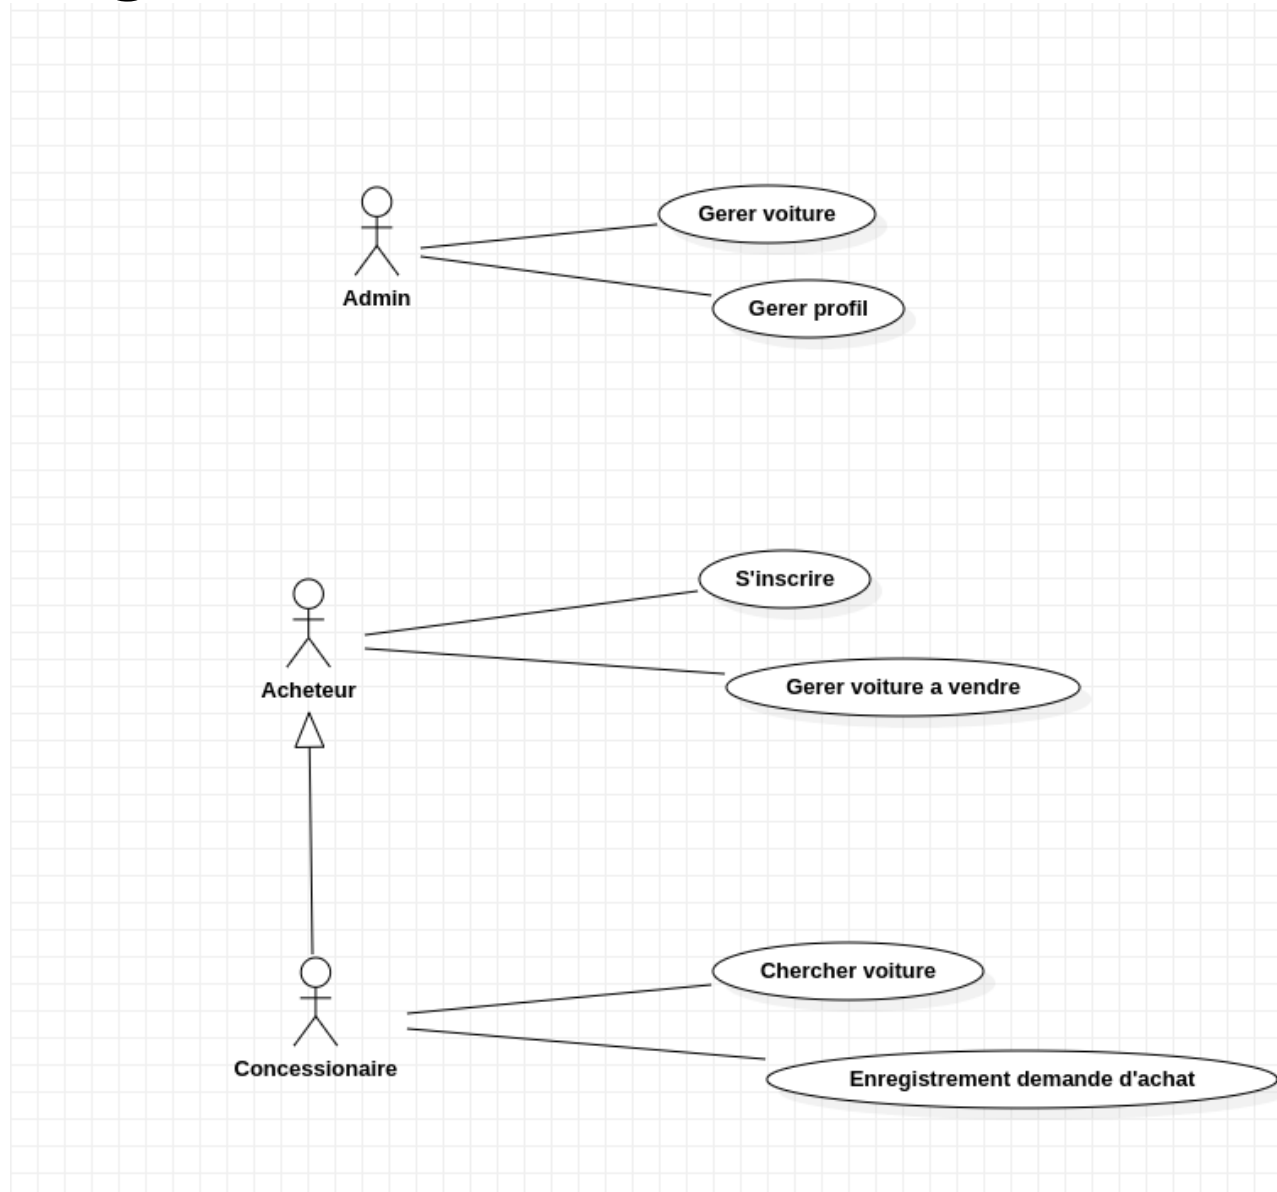 Gerer voiture
Gerer profil
Admin
S'inscrire
Gerer voiture a vendre
Acheteur
Chercher voiture
Enregistrement demande d'achat
Concessionaire